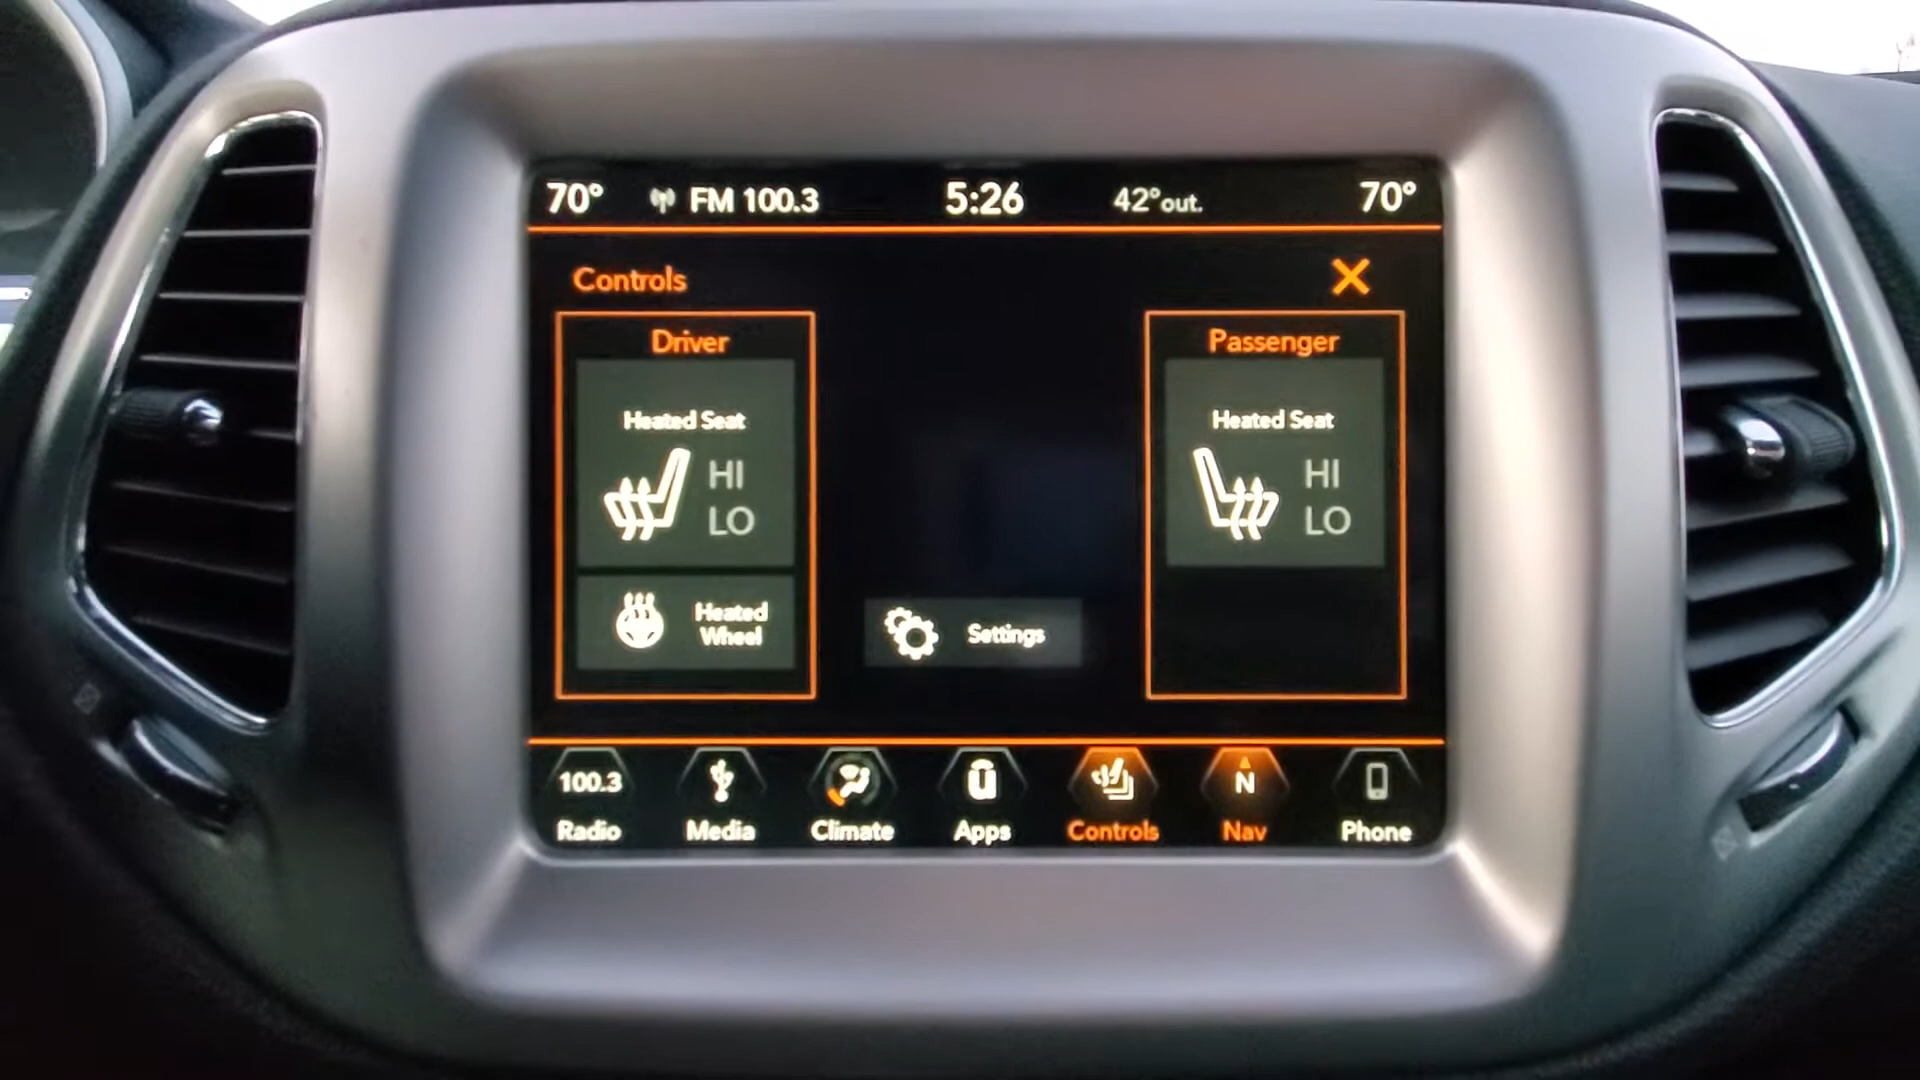 70° FM 100.3 5:26 42° out. 70°
Controls
Driver
Heated Seat
HI
LO
Heated
Wheel
Settings
Passenger
Heated Seat
HI
LO
100.3 N
Radio Media Climate Apps Controls Nav Phone